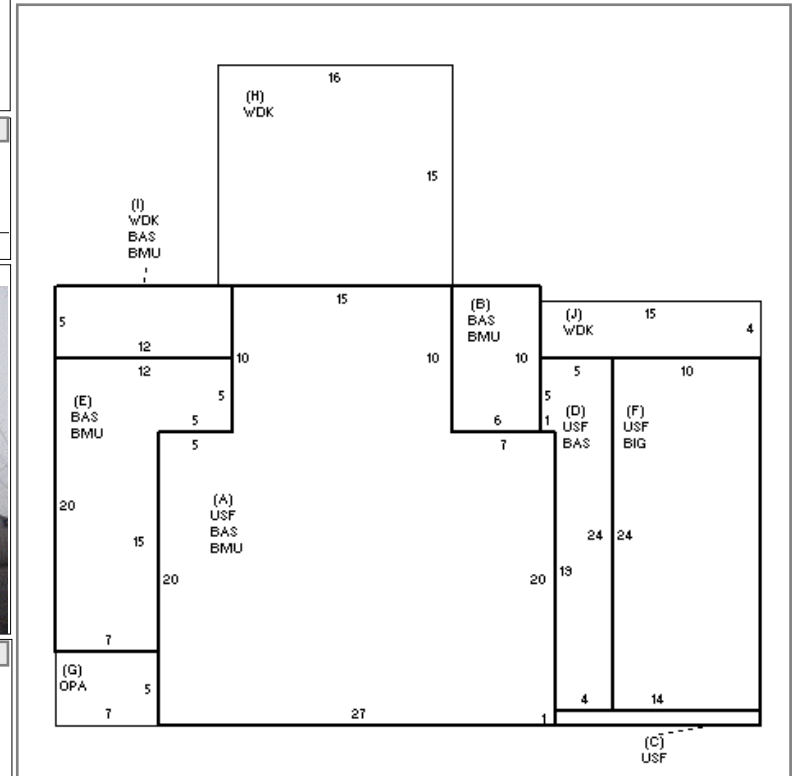 16
(H)
WDK
15
(I)
WDK
BAS
BMU
15
(B)
BAS
BMU
(J)
WDK
15
4
5
12
10
10
10
12
5
10
(E)
BAS
BMU
5
5
5
6
1
(D)
USF
BAS
(F)
USF
BIG
5
7
(A)
USF
BAS
BMU
20
15
24
24
20
20
19
7
(G)
OPA
5
4
14
7
27
1
(C)
USF